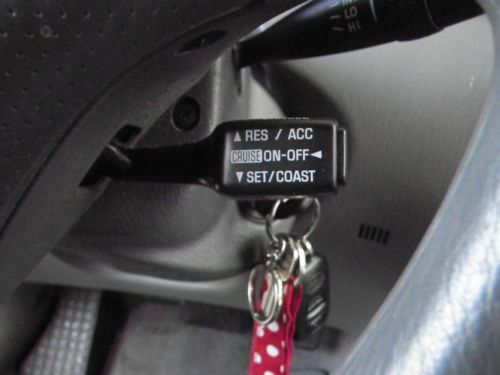 ▲ RES / ACC
CRUISE ON-OFF ◄
▼ SET/COAST